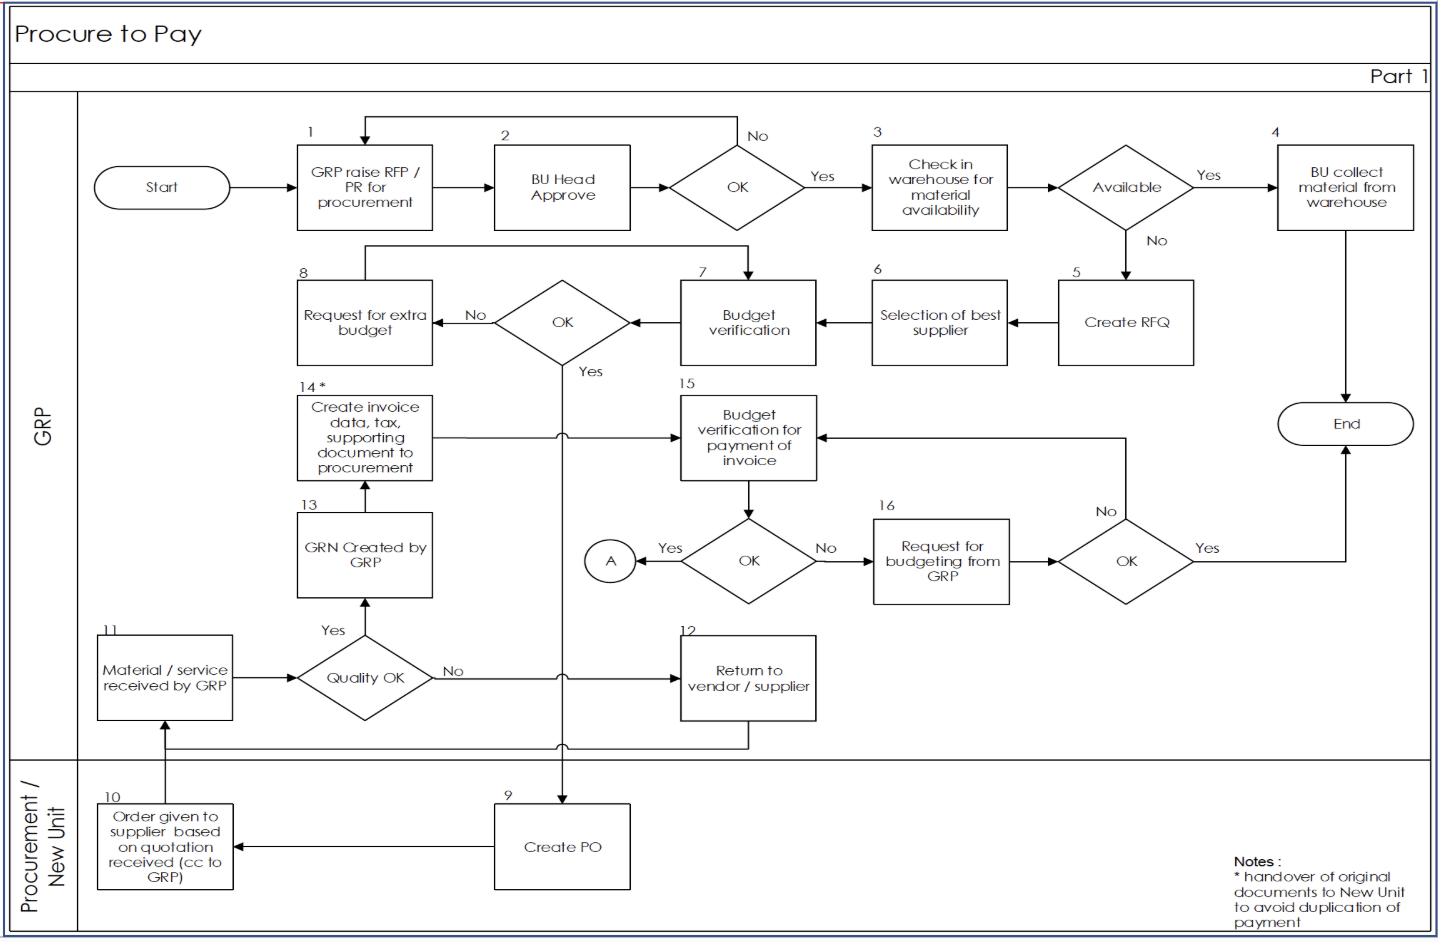 Procure to Pay
Part 1
GRP
Start
1
GRP raise RFP /
PR for
procurement
2
BU Head
Approve
OK
No
Yes
3
Check in
warehouse for
material
availability
Available
Yes
No
4
BU collect
material from
warehouse
8
Request for extra
budget
No
OK
Yes
7
Budget
verification
6
Selection of best
supplier
5
Create RFQ
14 *
Create invoice
data, tax,
supporting
document to
procurement
15
Budget
verification for
payment of
invoice
End
13
GRN Created by
GRP
A
Yes
OK
No
16
Request for
budgeting from
GRP
No
OK
Yes
11
Material / service
received by GRP
Yes
Quality OK
No
12
Return to
vendor / supplier
Procurement /
New Unit
10
Order given to
supplier based
on quotation
received (cc to
GRP)
9
Create PO
Notes :
* handover of original
documents to New Unit
to avoid duplication of
payment